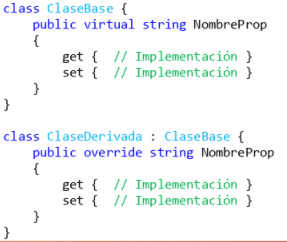 class ClaseBase {
    public virtual string NombreProp
    {
        get {  // Implementación }
        set {  // Implementación }
    }
}

class ClaseDerivada : ClaseBase {
    public override string NombreProp
    {
        get {  // Implementación }
        set {  // Implementación }
    }
}